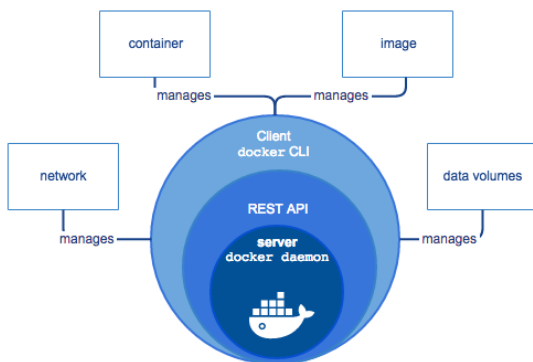 container
image
manages
manages
Client
docker CLI
network
data volumes
REST API
manages
server
docker daemon
manages